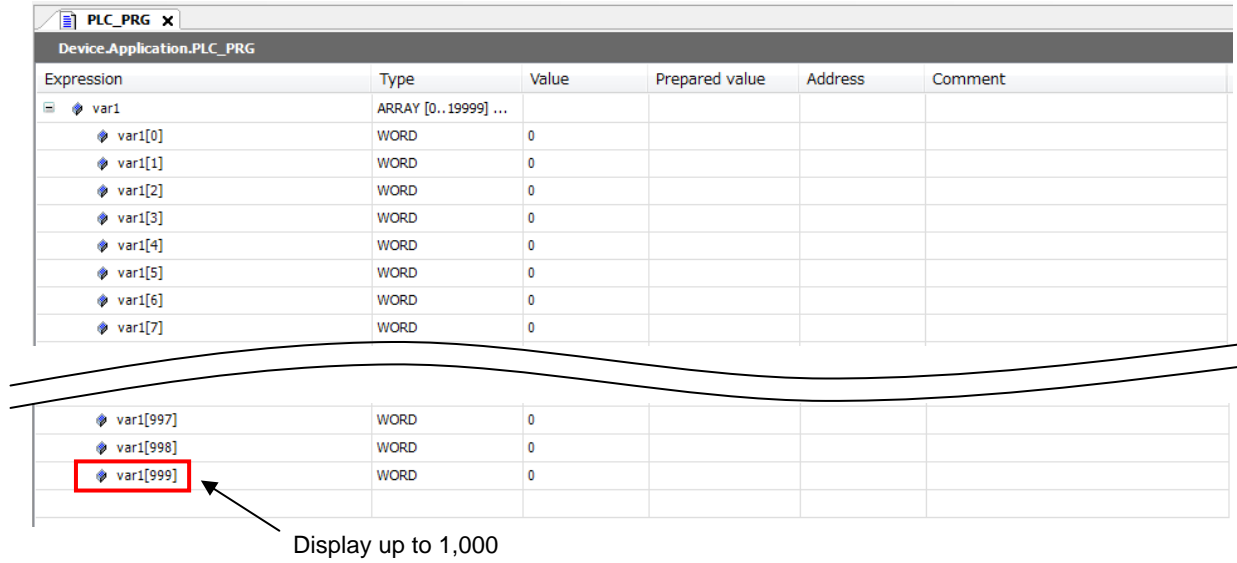 PLC_PRG x
Device.Application.PLC_PRG
Expression Type Value Prepared value Address Comment
var1 ARRAY [0..19999] ...
var1[0] WORD 0
var1[1] WORD 0
var1[2] WORD 0
var1[3] WORD 0
var1[4] WORD 0
var1[5] WORD 0
var1[6] WORD 0
var1[7] WORD 0
var1[997] WORD 0
var1[998] WORD 0
var1[999] WORD 0
Display up to 1,000